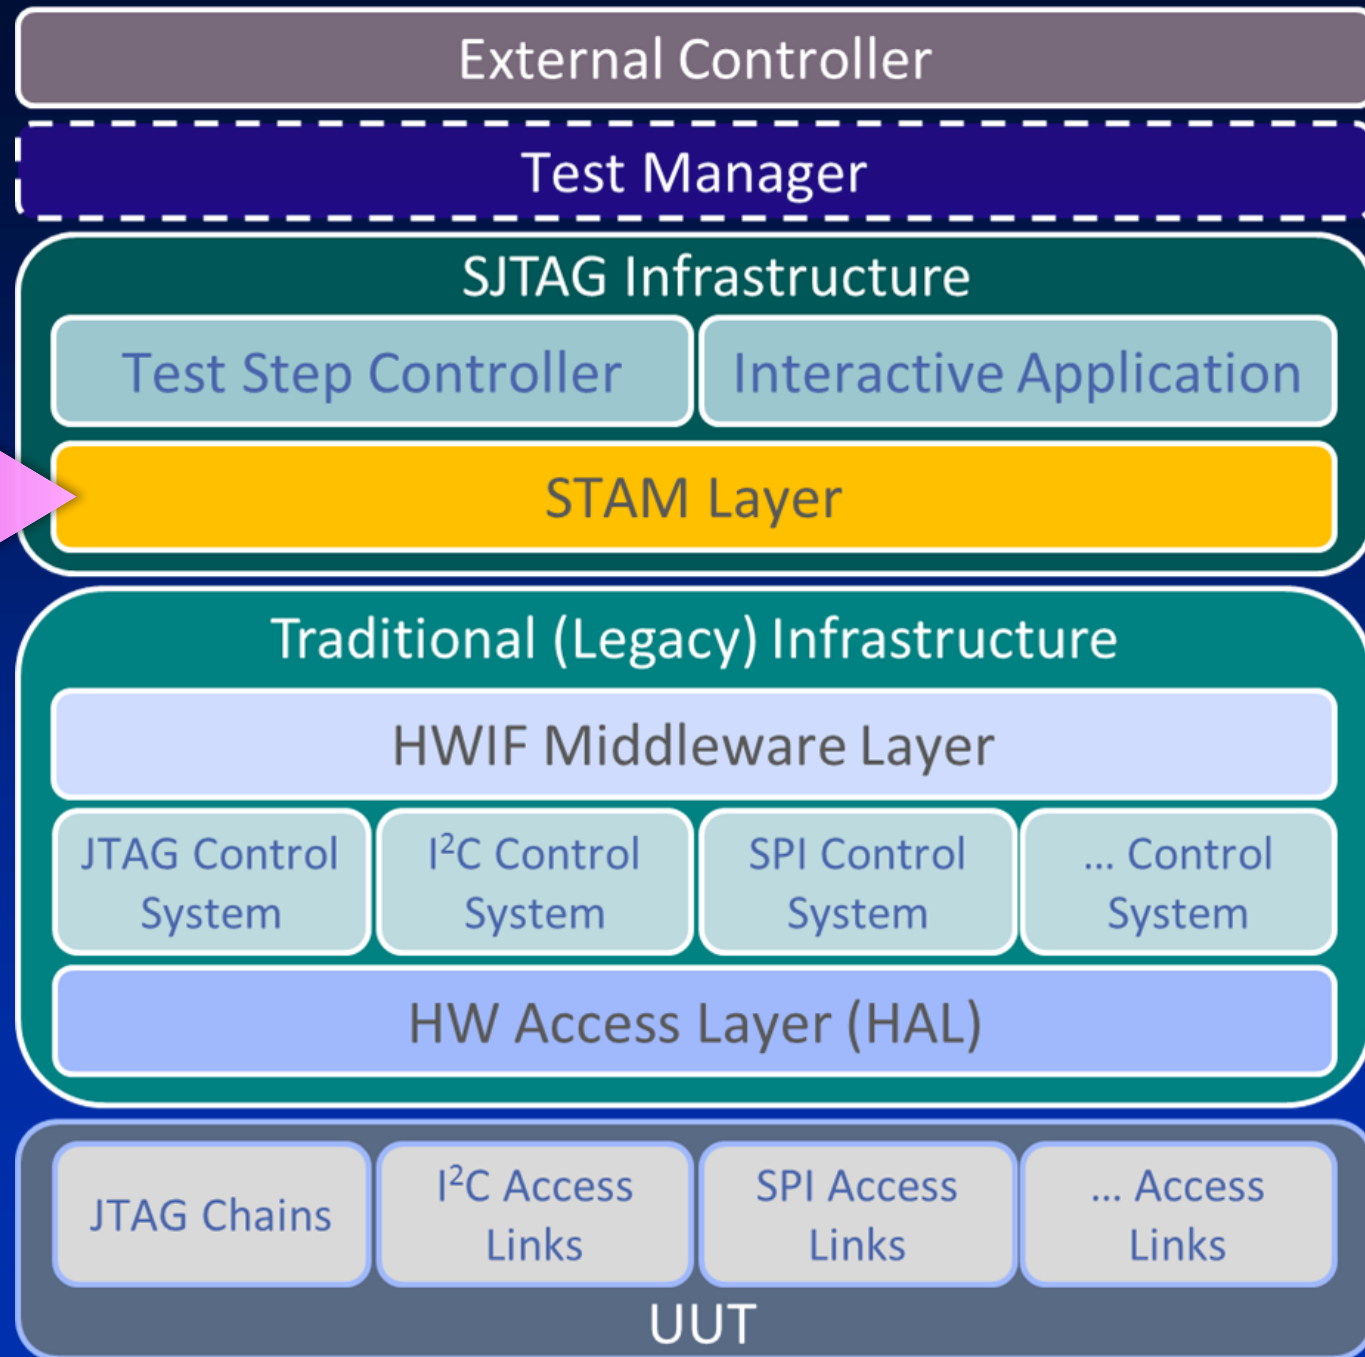 External Controller
Test Manager
SJTAG Infrastructure
Test Step Controller
Interactive Application
STAM Layer
Traditional (Legacy) Infrastructure
HWIF Middleware Layer
JTAG Control
System
I²C Control
System
SPI Control
System
... Control
System
HW Access Layer (HAL)
JTAG Chains
I²C Access
Links
SPI Access
Links
... Access
Links
UUT